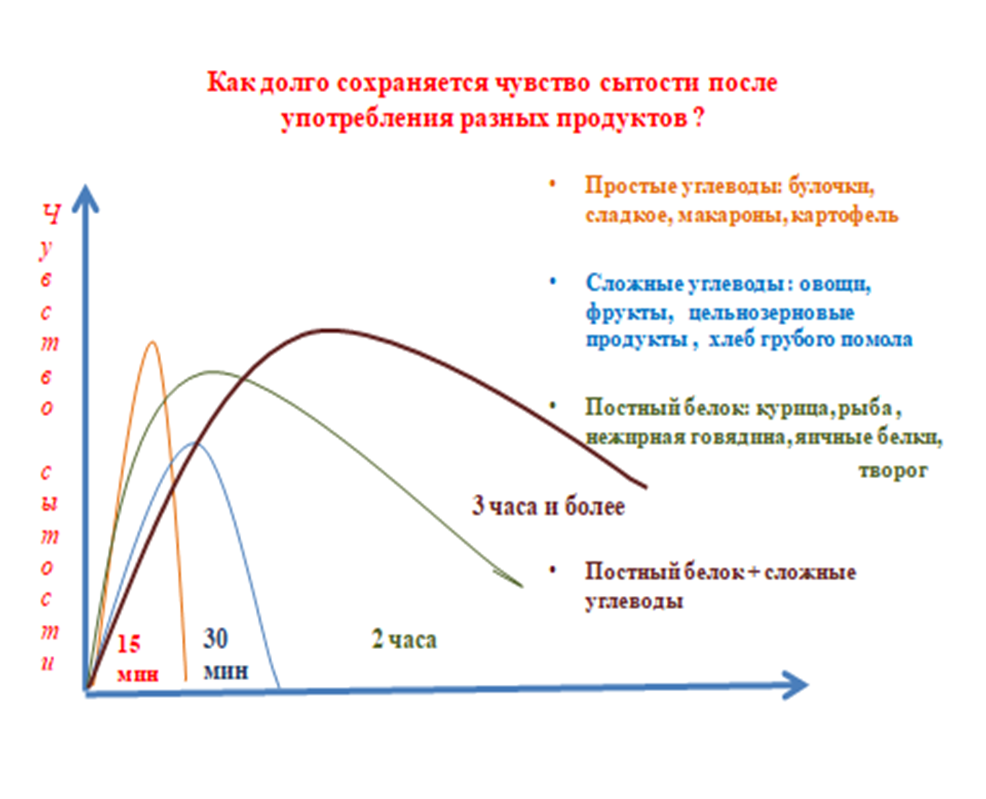 Как долго сохраняется чувство сытости после
употребления разных продуктов ?
Чувство сытости
• Простые углеводы: булочки,
сладкое, макароны, картофель
• Сложные углеводы : овощи,
фрукты, цельнозерновые
продукты , хлеб грубого помола
• Постный белок: курица, рыба ,
нежирная говядина, яичные белки,
творог
3 часа и более
• Постный белок + сложные
углеводы
15
мин
30
мин
2 часа